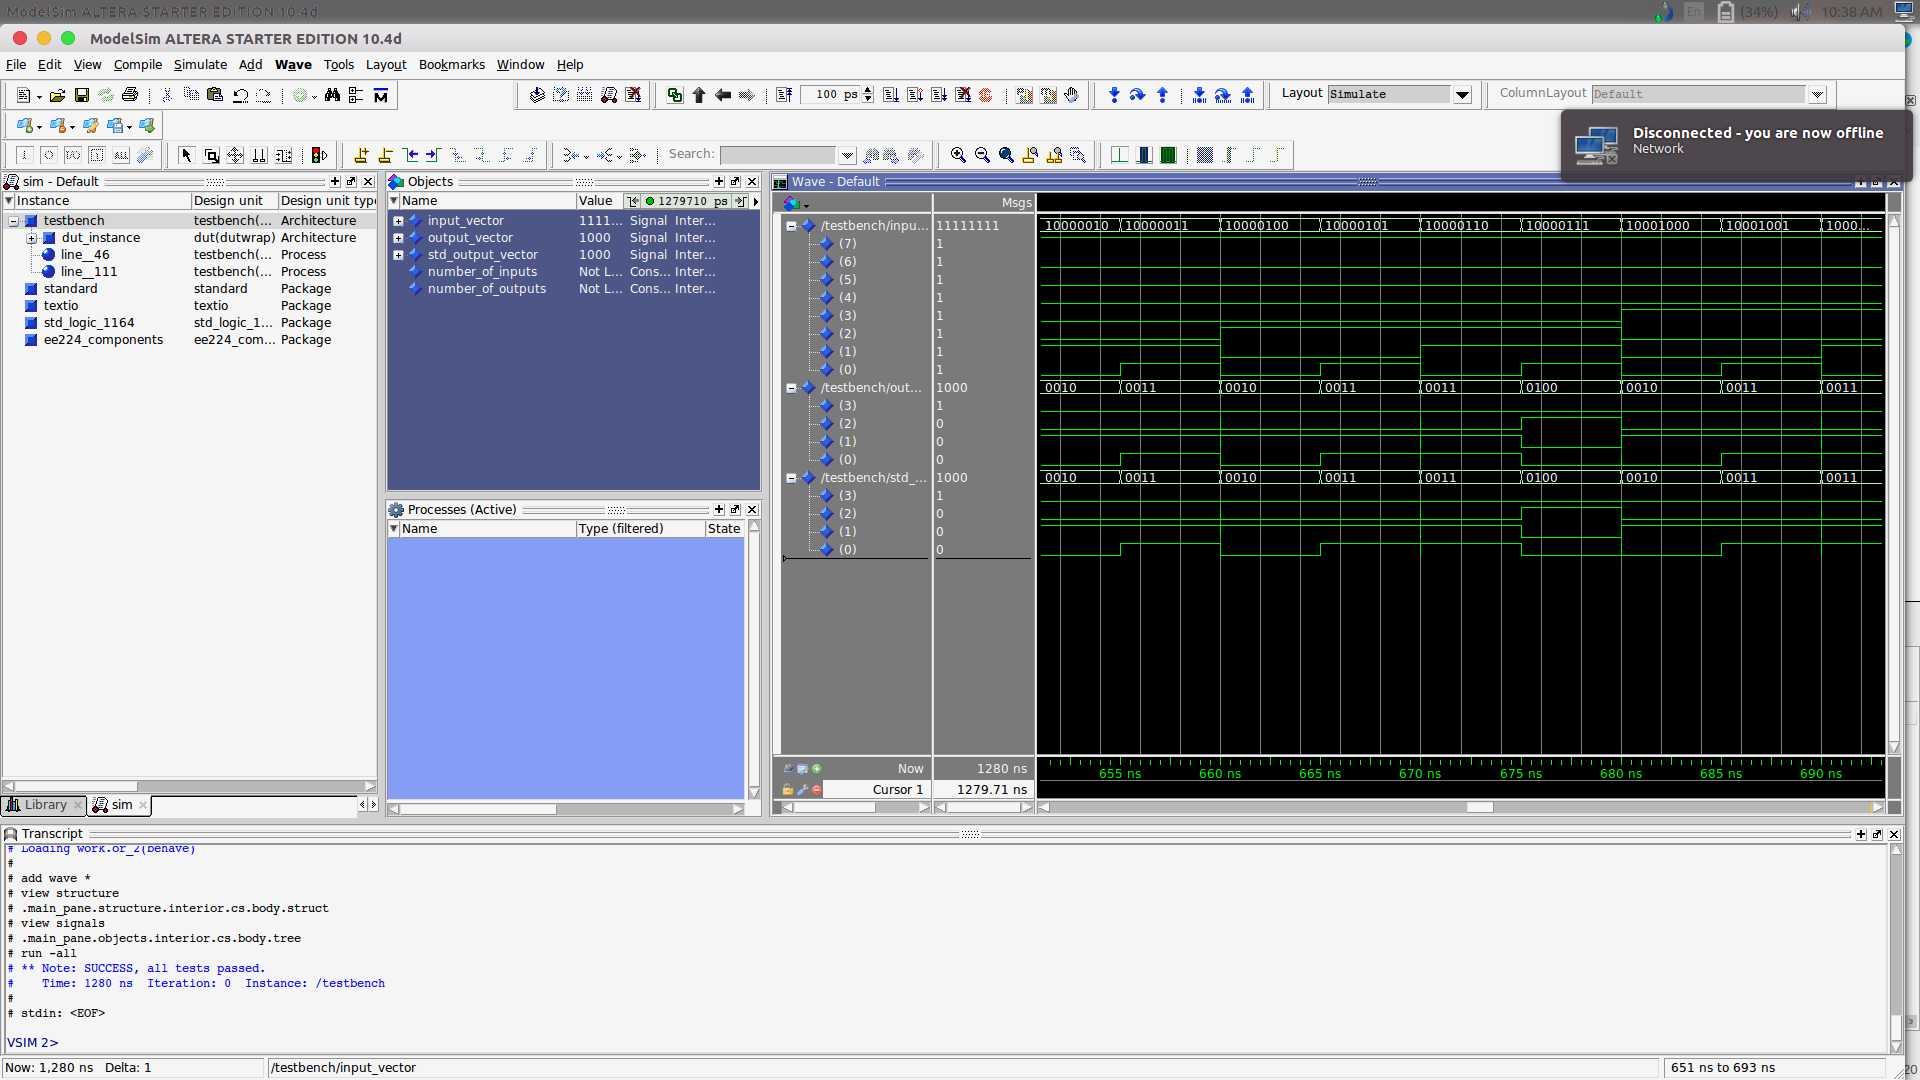 ModelSim ALTERA STARTER EDITION 10.4d
En (34%) 10:38 AM
ModelSim ALTERA STARTER EDITION 10.4d
File Edit View Compile Simulate Add Wave Tools Layout Bookmarks Window Help
100 ps Layout Simulate ColumnLayout Default
Disconnected - you are now offline
Network
Search:
sim - Default
Instance Design unit Design unit type
testbench testbench(... Architecture
dut_instance dut(dutwrap) Architecture
line__46 testbench(... Process
line__111 testbench(... Process
standard standard Package
textio textio Package
std_logic_1164 std_logic_1... Package
ee224_components ee224_com... Package
Library sim
Objects
Name Value 1279710 ps
input_vector 1111... Signal Inter...
output_vector 1000 Signal Inter...
std_output_vector 1000 Signal Inter...
number_of_inputs Not L... Cons... Inter...
number_of_outputs Not L... Cons... Inter...
Processes (Active)
Name Type (filtered) State
Wave - Default
Msgs
/testbench/inpu... 11111111 10000010 10000011 10000100 10000101 10000110 10000111 10001000 10001001 1000...
(7) 1
(6) 1
(5) 1
(4) 1
(3) 1
(2) 1
(1) 1
(0) 1
/testbench/out... 1000 0010 0011 0010 0011 0011 0100 0010 0011 0011
(3) 1
(2) 0
(1) 0
(0) 0
/testbench/std_... 1000 0010 0011 0010 0011 0011 0100 0010 0011 0011
(3) 1
(2) 0
(1) 0
(0) 0
Now 1280 ns 655 ns 660 ns 665 ns 670 ns 675 ns 680 ns 685 ns 690 ns
Cursor 1 1279.71 ns
Transcript
# Loading work.or_2(behave)
#
# add wave *
# view structure
# .main_pane.structure.interior.cs.body.struct
# view signals
# .main_pane.objects.interior.cs.body.tree
# run -all
# ** Note: SUCCESS, all tests passed.
# Time: 1280 ns Iteration: 0 Instance: /testbench
#
# stdin: <EOF>
VSIM 2>
Now: 1,280 ns Delta: 1 /testbench/input_vector 651 ns to 693 ns
20